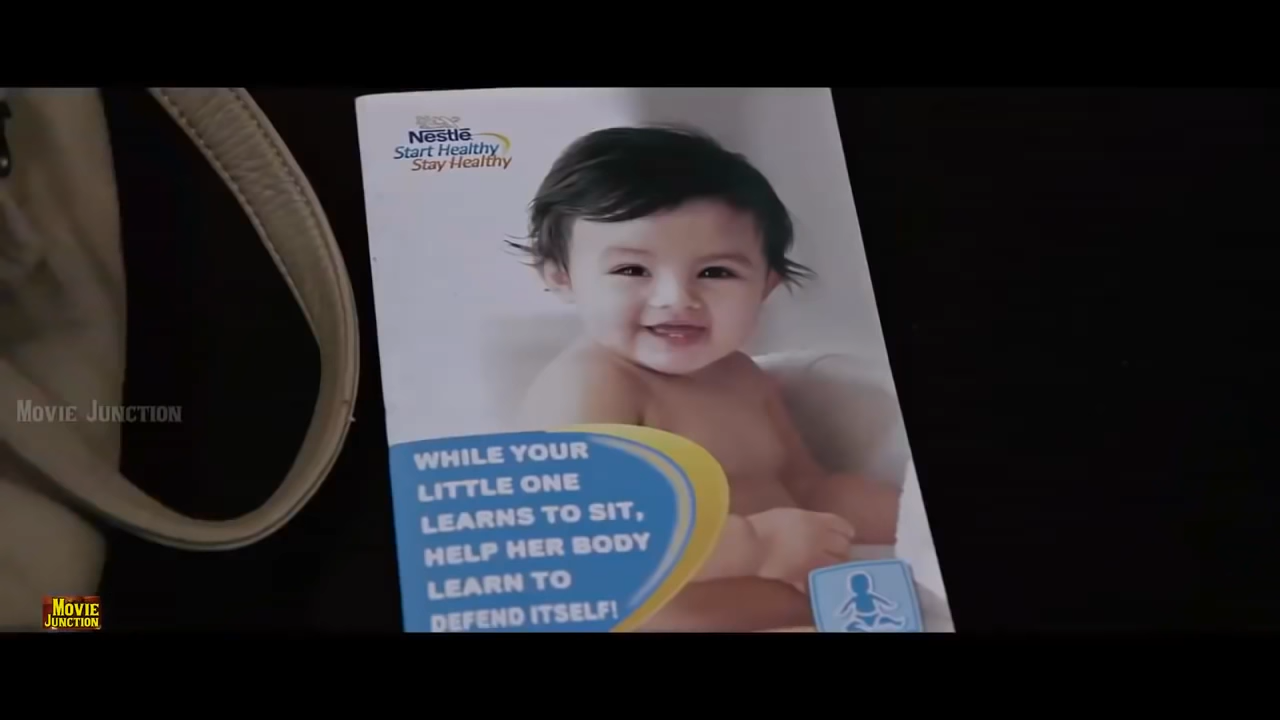 Nestlē
Start Healthy
Stay Healthy
MOVIE JUNCTION
WHILE YOUR
LITTLE ONE
LEARNS TO SIT,
HELP HER BODY
LEARN TO
DEFEND ITSELF!
MOVIE
JUNCTION